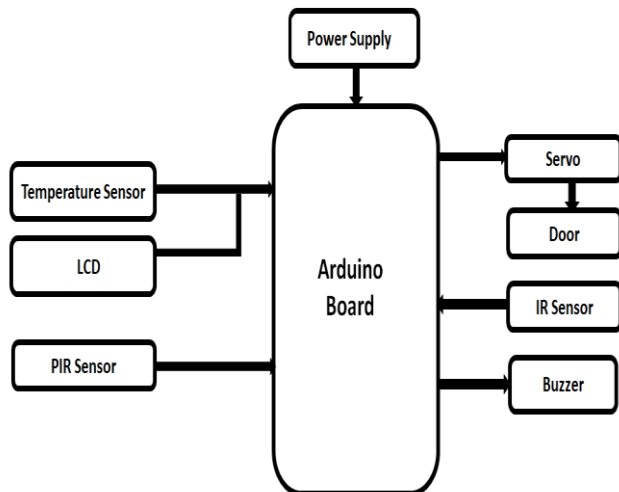 Power Supply
Temperature Sensor
LCD
PIR Sensor
Arduino
Board
Servo
Door
IR Sensor
Buzzer